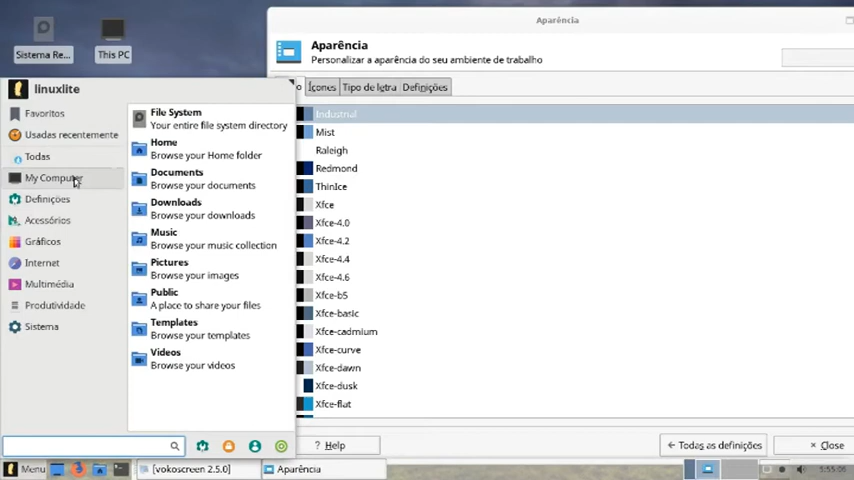 Sistema Re...
This PC
Aparência
Aparência
Personalizar a aparência do seu ambiente de trabalho
Ícones
Tipo de letra
Definições
Industrial
Mist
Raleigh
Redmond
ThinIce
Xfce
Xfce-4.0
Xfce-4.2
Xfce-4.4
Xfce-4.6
Xfce-b5
Xfce-basic
Xfce-cadmium
Xfce-curve
Xfce-dawn
Xfce-dusk
Xfce-flat
Help
Todas as definições
Close
linuxlite
Favoritos
Usadas recentemente
Todas
My Computer
Definições
Acessórios
Gráficos
Internet
Multimédia
Produtividade
Sistema
File System
Your entire file system directory
Home
Browse your Home folder
Documents
Browse your documents
Downloads
Browse your downloads
Music
Browse your music collection
Pictures
Browse your images
Public
A place to share your files
Templates
Browse your templates
Videos
Browse your videos
Menu
[vokoscreen 2.5.0]
Aparência
5:55:06